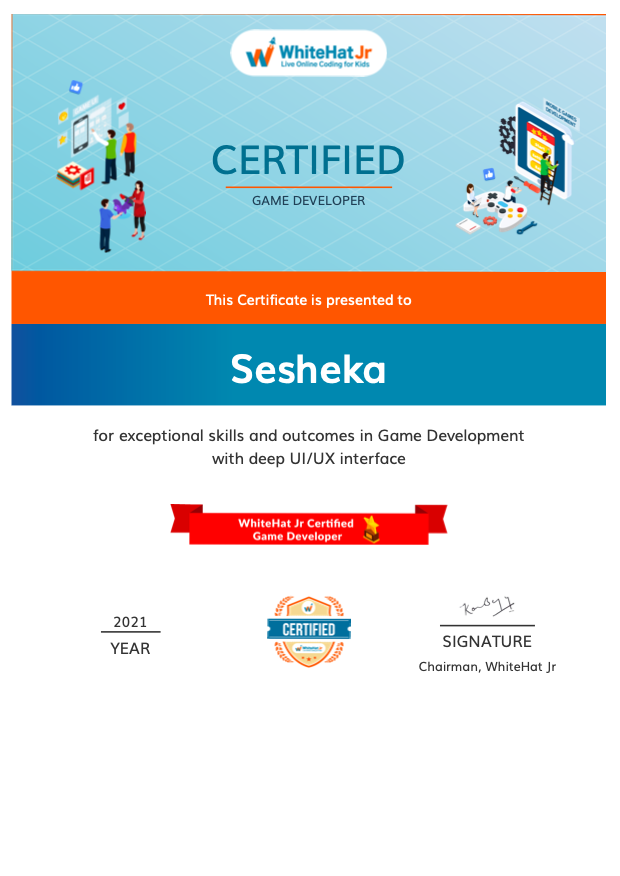 WhiteHat Jr
Live Online Coding for Kids
MOBILE GAMES
DEVELOPMENT
CERTIFIED
GAME DEVELOPER
This Certificate is presented to
Sesheka
for exceptional skills and outcomes in Game Development
with deep UI/UX interface
WhiteHat Jr Certified
Game Developer
2021
YEAR
CERTIFIED
WhiteHat Jr
SIGNATURE
Chairman, WhiteHat Jr